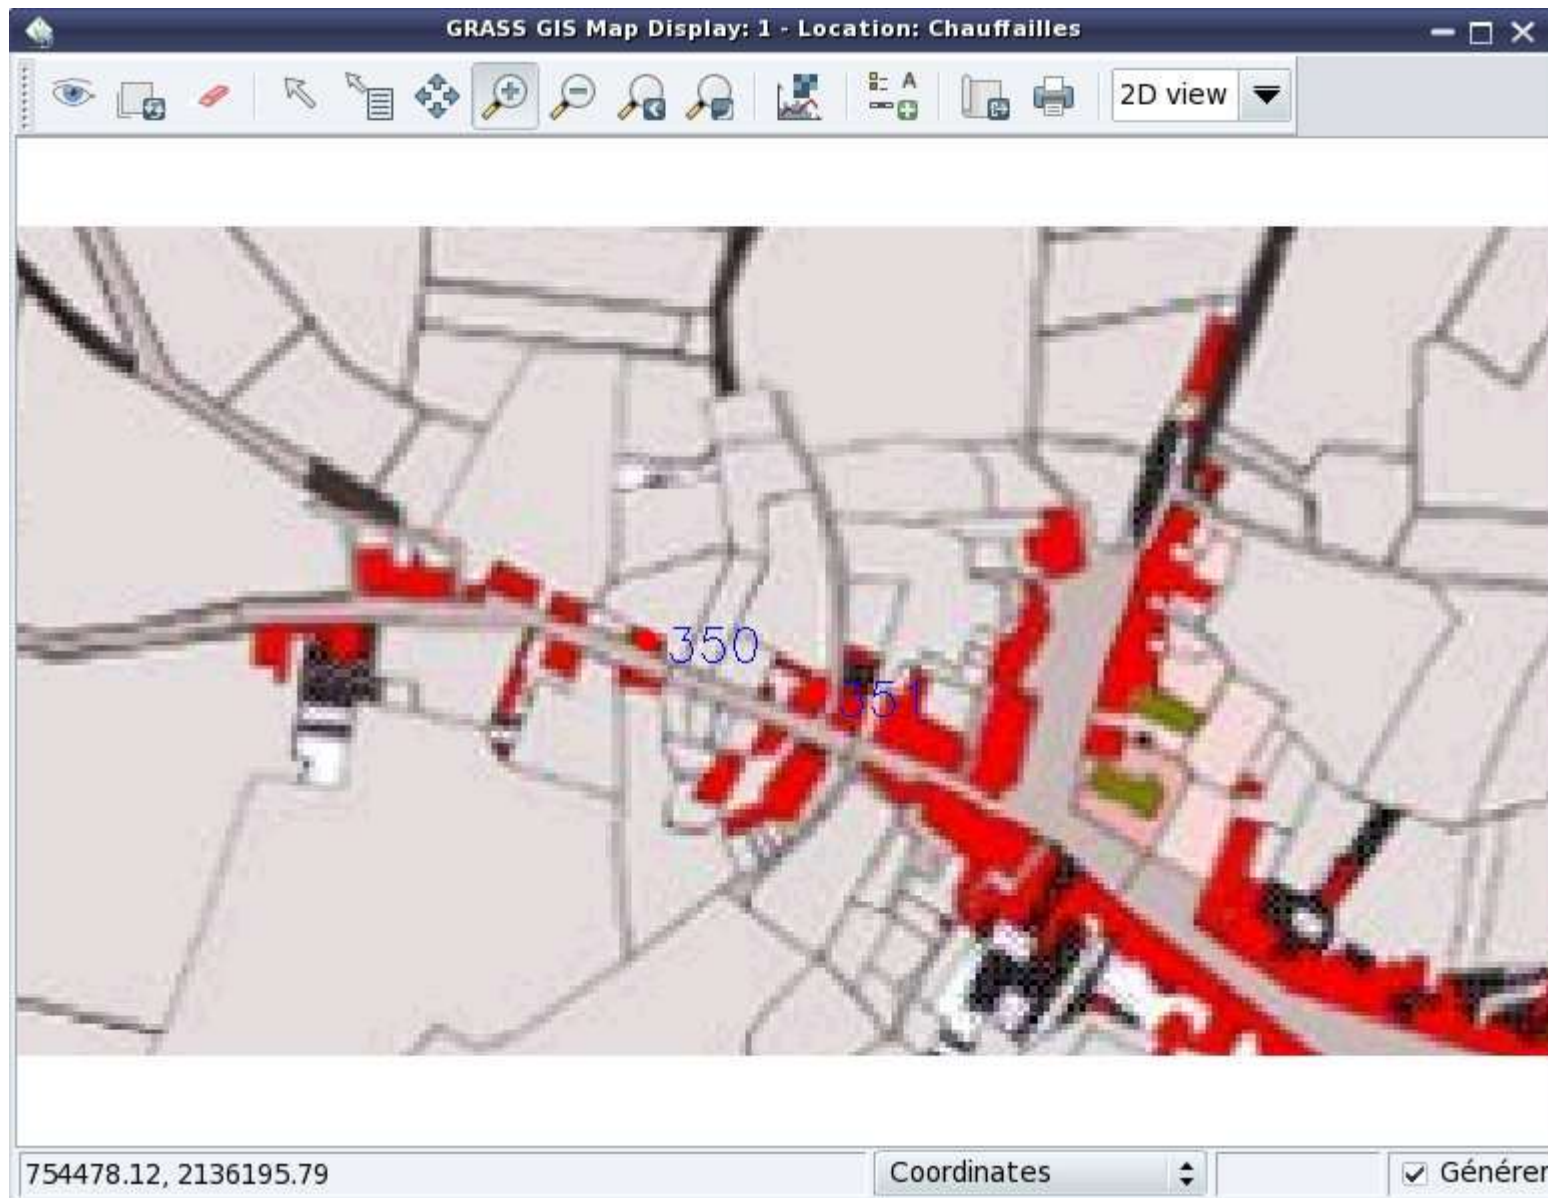 GRASS GIS Map Display: 1 - Location: Chauffailles
2D view
350
351
754478.12, 2136195.79
Coordinates
Générer